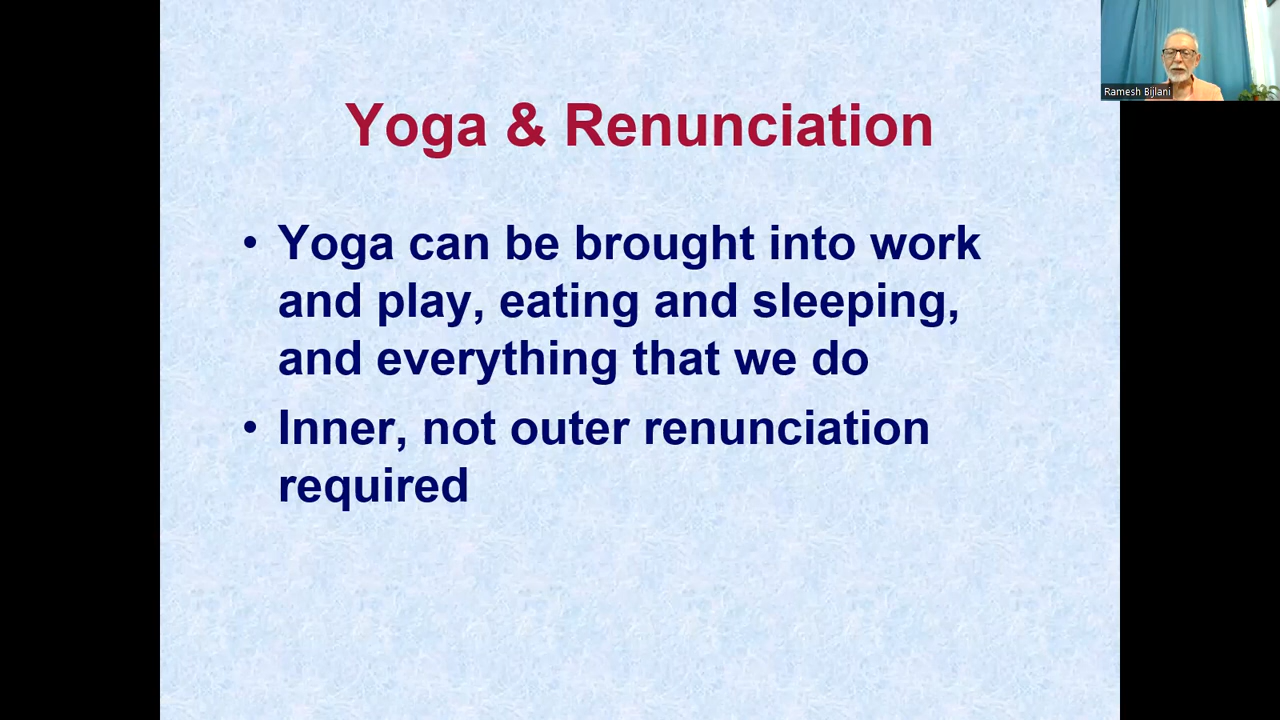 Ramesh Bijlani
Yoga & Renunciation
• Yoga can be brought into work
and play, eating and sleeping,
and everything that we do
• Inner, not outer renunciation
required